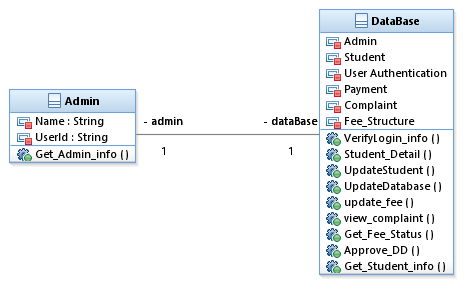 Admin
Name : String
UserId : String
Get_Admin_info ( )
- admin
1
- dataBase
1
DataBase
Admin
Student
User Authentication
Payment
Complaint
Fee_Structure
VerifyLogin_info ( )
Student_Detail ( )
UpdateStudent ( )
UpdateDatabase ( )
update_fee ( )
view_complaint ( )
Get_Fee_Status ( )
Approve_DD ( )
Get_Student_info ( )